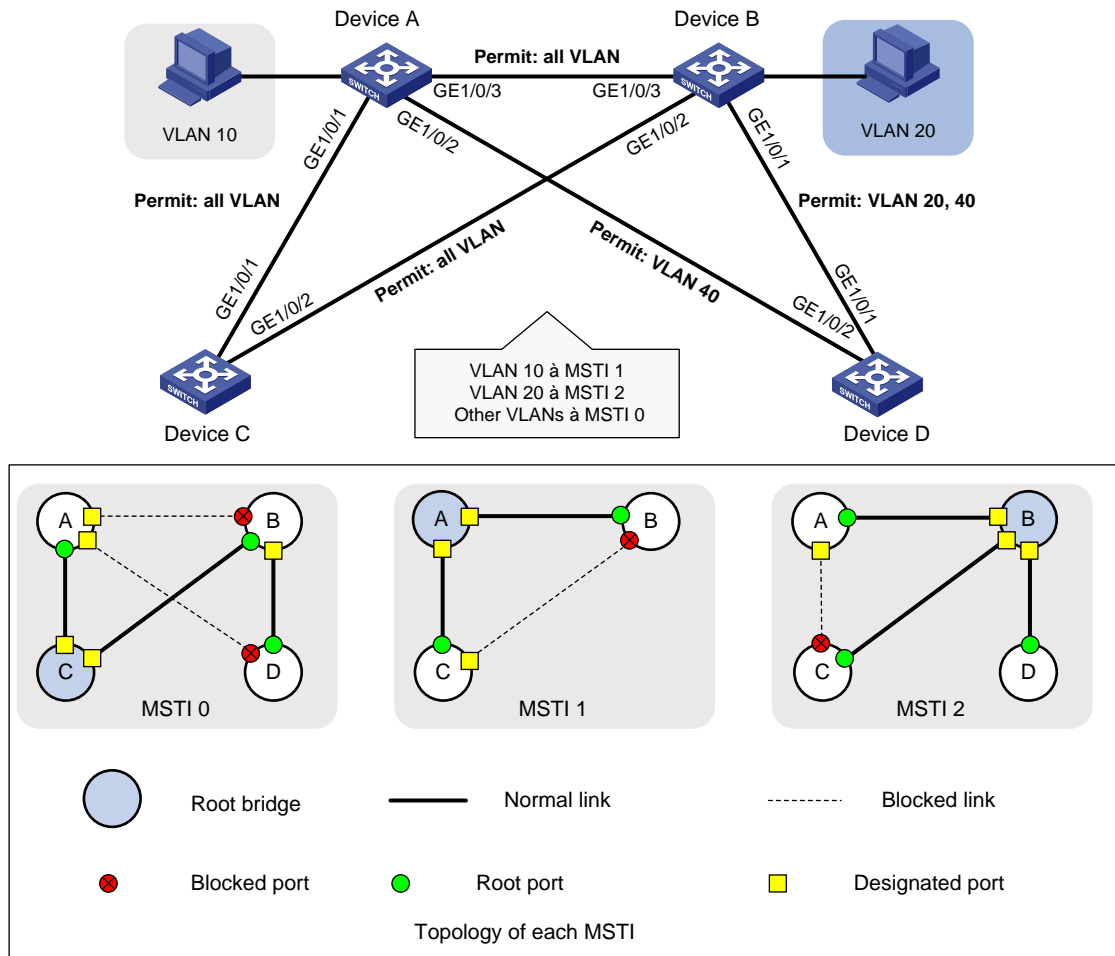 Device A
Device B
Permit: all VLAN
GE1/0/3
GE1/0/3
SWITCH
SWITCH
VLAN 10
VLAN 20
GE1/0/1
GE1/0/2
GE1/0/2
GE1/0/1
Permit: all VLAN
Permit: VLAN 20, 40
Permit: all VLAN
Permit: VLAN 40
GE1/0/1
GE1/0/2
GE1/0/2
GE1/0/1
SWITCH
SWITCH
VLAN 10 à MSTI 1
VLAN 20 à MSTI 2
Other VLANs à MSTI 0
Device C
Device D
A
B
C
D
MSTI 0
A
B
C
MSTI 1
A
B
C
D
MSTI 2
Root bridge
Normal link
Blocked link
Blocked port
Root port
Designated port
Topology of each MSTI